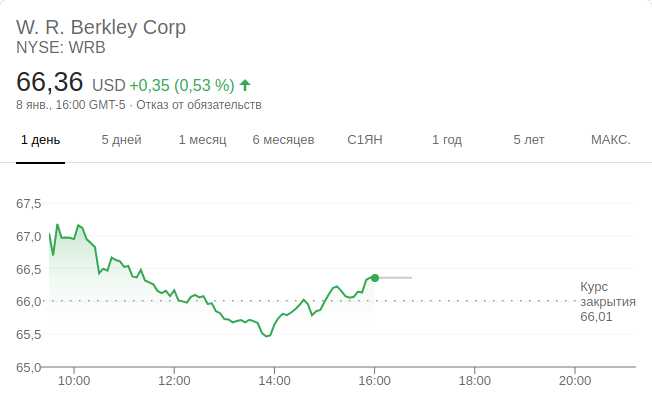 W. R. Berkley Corp
NYSE: WRB
66,36 USD +0,35 (0,53 %)
8 янв., 16:00 GMT-5 · Отказ от обязательств
1 день 5 дней 1 месяц 6 месяцев С1ЯН 1 год 5 лет МАКС.
67,5
67,0
66,5
66,0
65,5
65,0
Курс
закрытия
66,01
10:00 12:00 14:00 16:00 18:00 20:00